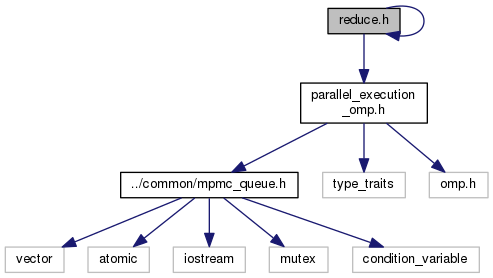 reduce.h
parallel_execution
_omp.h
../common/mpmc_queue.h
type_traits
omp.h
vector
atomic
iostream
mutex
condition_variable